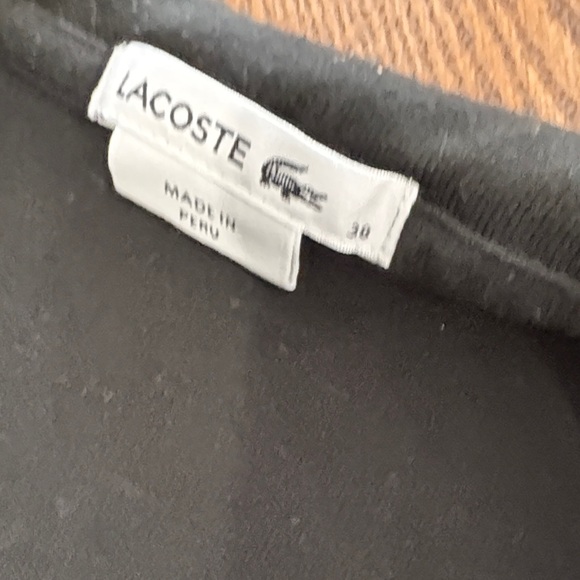 LACOSTE
38
MADE IN
PERU